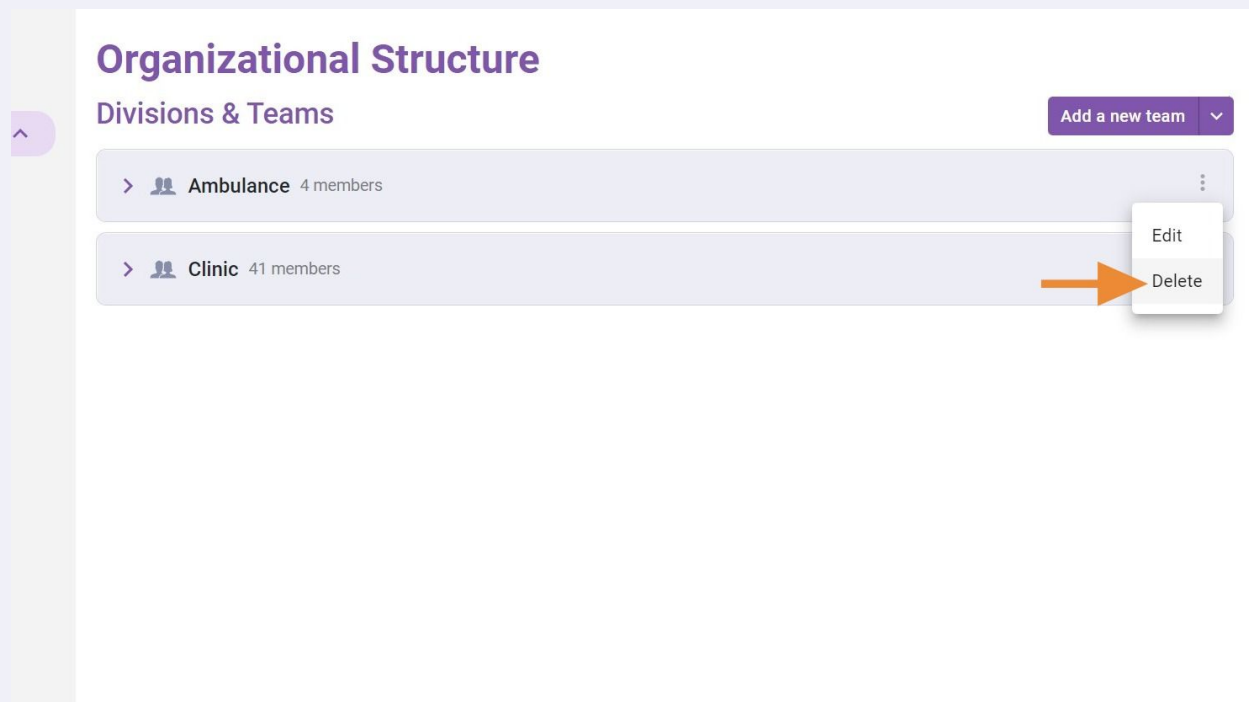 Organizational Structure
Divisions & Teams
Add a new team
Ambulance 4 members
Edit
Clinic 41 members
Delete